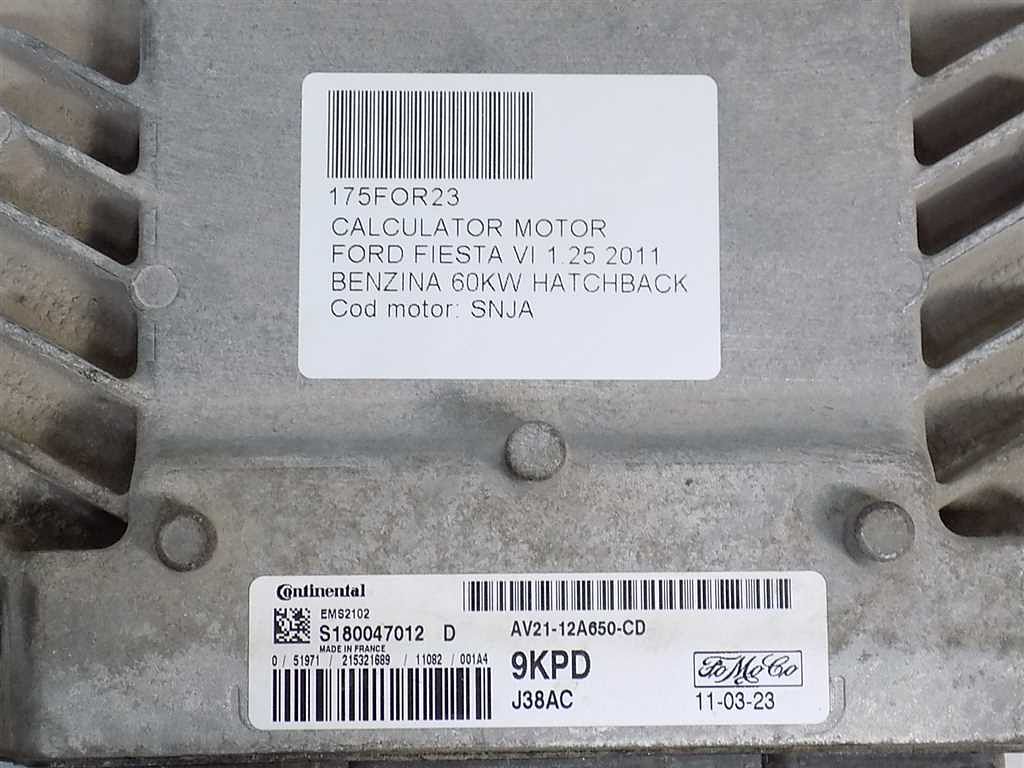 175FOR23
CALCULATOR MOTOR
FORD FIESTA VI 1.25 2011
BENZINA 60KW HATCHBACK
Cod motor: SNJA
Continental
EMS2102
S180047012 D
MADE IN FRANCE
0 / 51971 / 215321689 / 11082 / 001A4
AV21-12A650-CD
9KPD
J38AC
FoMoCo
11-03-23